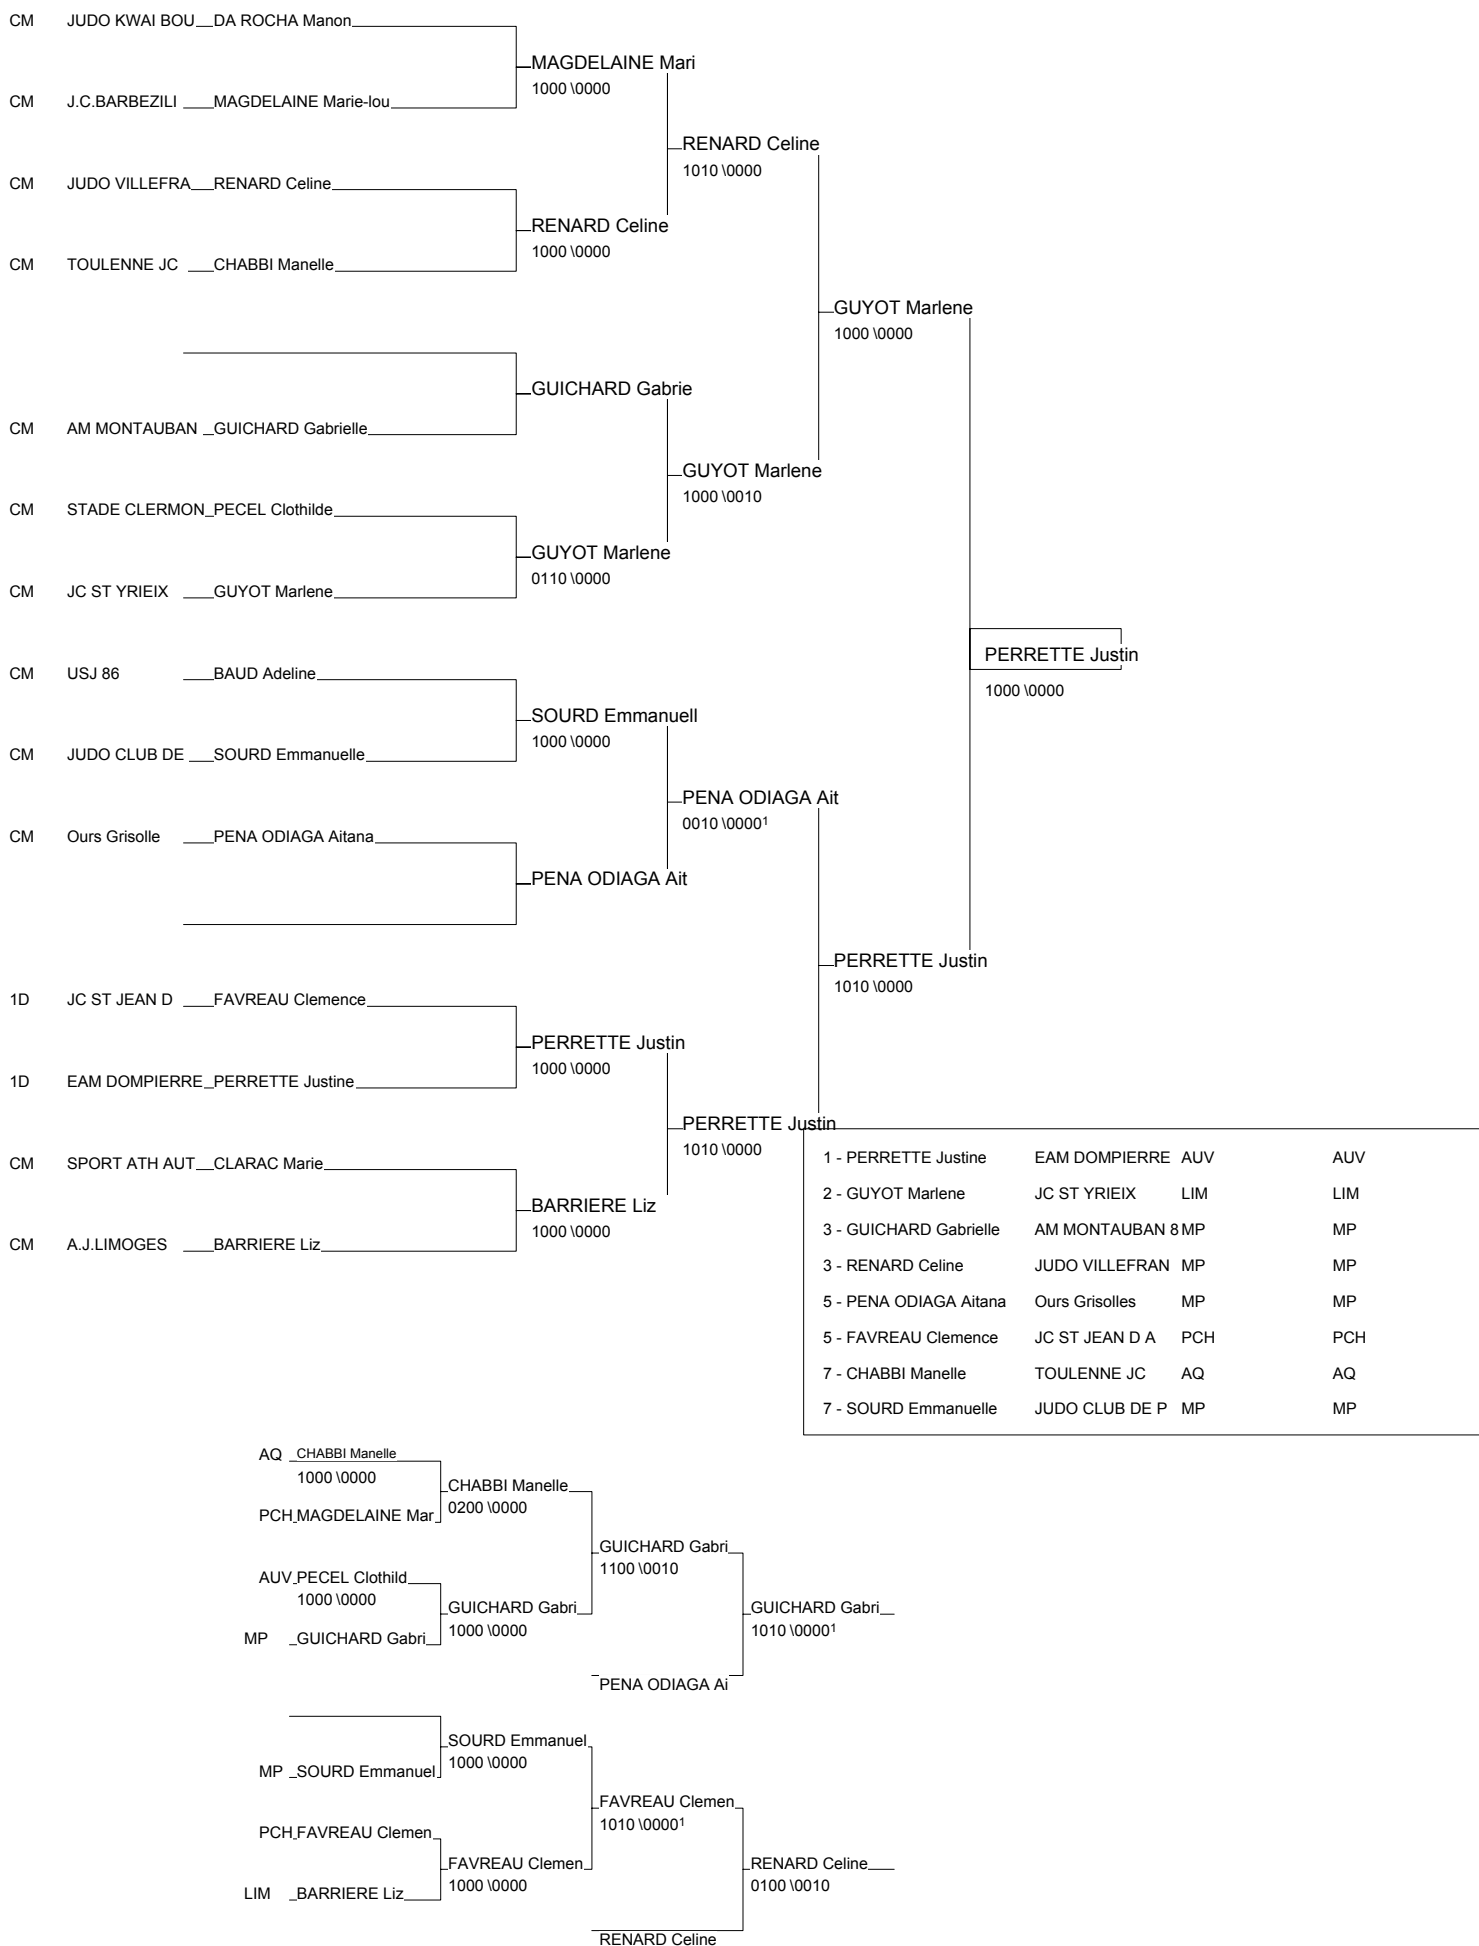 CM JUDO KWAI BOU DA ROCHA Manon
MAGDELAINE Mari
1000 \0000
CM J.C.BARBEZILI MAGDELAINE Marie-lou
RENARD Celine
1010 \0000
CM JUDO VILLEFRA RENARD Celine
RENARD Celine
1000 \0000
CM TOULENNE JC CHABBI Manelle
GUYOT Marlene
1000 \0000
GUICHARD Gabrie
CM AM MONTAUBAN GUICHARD Gabrielle
GUYOT Marlene
1000 \0010
CM STADE CLERMON PECEL Clothilde
GUYOT Marlene
0110 \0000
CM JC ST YRIEIX GUYOT Marlene
PERRETTE Justin
1000 \0000
CM USJ 86 BAUD Adeline
SOURD Emmanuell
1000 \0000
CM JUDO CLUB DE SOURD Emmanuelle
PENA ODIAGA Ait
0010 \0000¹
CM Ours Grisolle PENA ODIAGA Aitana
PENA ODIAGA Ait
PERRETTE Justin
1010 \0000
1D JC ST JEAN D FAVREAU Clemence
PERRETTE Justin
1000 \0000
1D EAM DOMPIERRE PERRETTE Justine
PERRETTE Justin
1010 \0000
CM SPORT ATH AUT CLARAC Marie
BARRIERE Liz
1000 \0000
CM A.J.LIMOGES BARRIERE Liz
1 - PERRETTE Justine EAM DOMPIERRE AUV AUV
2 - GUYOT Marlene JC ST YRIEIX LIM LIM
3 - GUICHARD Gabrielle AM MONTAUBAN 8 MP MP
3 - RENARD Celine JUDO VILLEFRAN MP MP
5 - PENA ODIAGA Aitana Ours Grisolles MP MP
5 - FAVREAU Clemence JC ST JEAN D A PCH PCH
7 - CHABBI Manelle TOULENNE JC AQ AQ
7 - SOURD Emmanuelle JUDO CLUB DE P MP MP
AQ CHABBI Manelle
1000 \0000
CHABBI Manelle
0200 \0000
PCH MAGDELAINE Mar
GUICHARD Gabri
1100 \0010
AUV PECEL Clothild
1000 \0000
GUICHARD Gabri
1000 \0000
GUICHARD Gabri
1010 \0000¹
MP GUICHARD Gabri
PENA ODIAGA Ai
SOURD Emmanuel
1000 \0000
MP SOURD Emmanuel
FAVREAU Clemen
1010 \0000¹
PCH FAVREAU Clemen
FAVREAU Clemen
1000 \0000
RENARD Celine
0100 \0010
LIM BARRIERE Liz
RENARD Celine